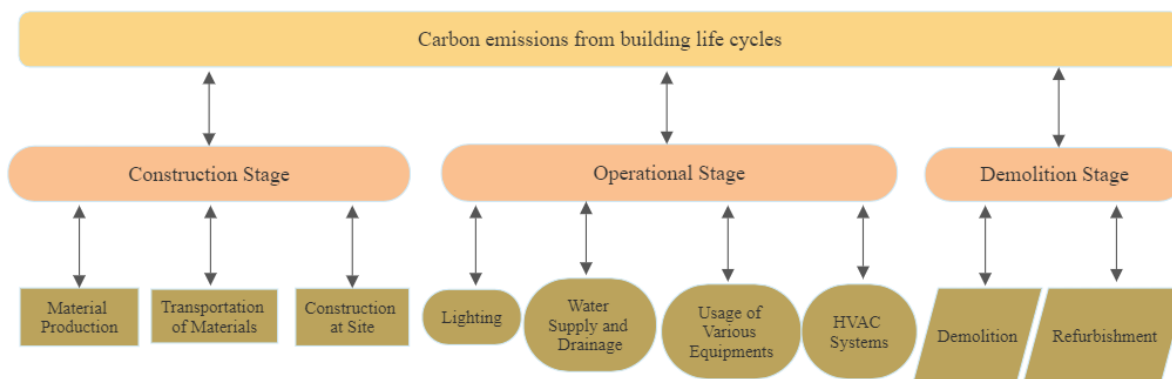 Carbon emissions from building life cycles
Construction Stage
Operational Stage
Demolition Stage
Material
Production
Transportation
of Materials
Construction
at Site
Lighting
Water
Supply and
Drainage
Usage of
Various
Equipments
HVAC
Systems
Demolition
Refurbishment